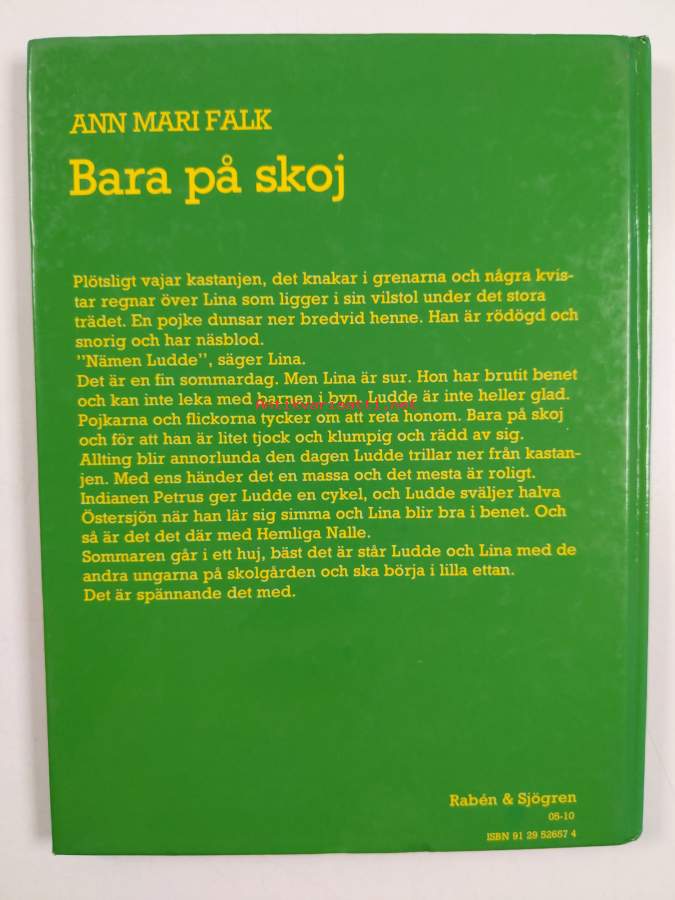 ANN MARI FALK
Bara på skoj
Plötsligt vajar kastanjen, det knakar i grenarna och några kvis-
tar regnar över Lina som ligger i sin vilstol under det stora
trädet. En pojke dunsar ner bredvid henne. Han är rödögd och
snorig och har näsblod.
"Nämen Ludde", säger Lina.
Det är en fin sommardag. Men Lina är sur. Hon har brutit benet
och kan inte leka med barnen i byn. Ludde är inte heller glad.
Pojkarna och flickorna tycker om att reta honom. Bara på skoj
och för att han är litet tjock och klumpig och rädd av sig.
Allting blir annorlunda den dagen Ludde trillar ner från kastan-
jen. Med ens händer det en massa och det mesta är roligt.
Indianen Petrus ger Ludde en cykel, och Ludde sväljer halva
Östersjön när han lär sig simma och Lina blir bra i benet. Och
så är det det där med Hemliga Nalle.
Sommaren går i ett huj, bäst det är står Ludde och Lina med de
andra ungarna på skolgården och ska börja i lilla ettan.
Det är spännande det med.
Rabén & Sjögren
05-10
ISBN 91 29 52657 4